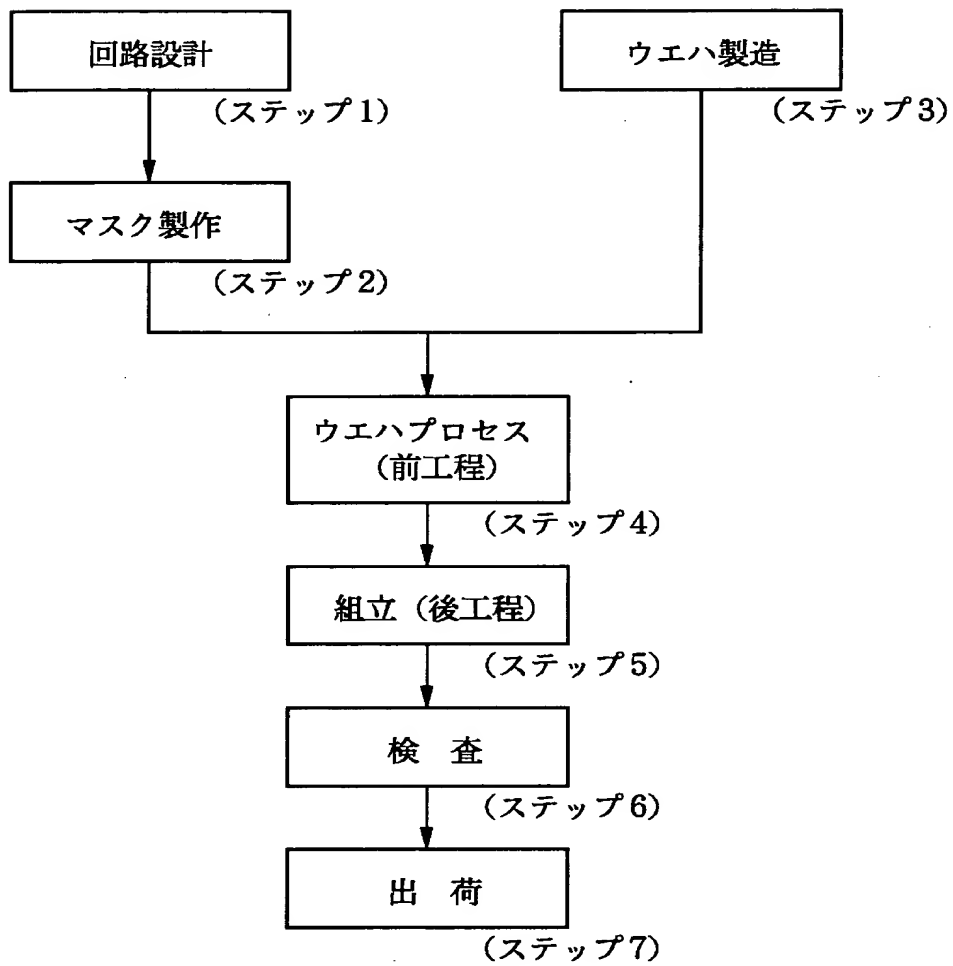 回路設計
(ステップ1)
マスク製作
(ステップ2)
ウエハ製造
(ステップ3)
ウエハプロセス
(前工程)
(ステップ4)
組立(後工程)
(ステップ5)
検　査
(ステップ6)
出　荷
(ステップ7)